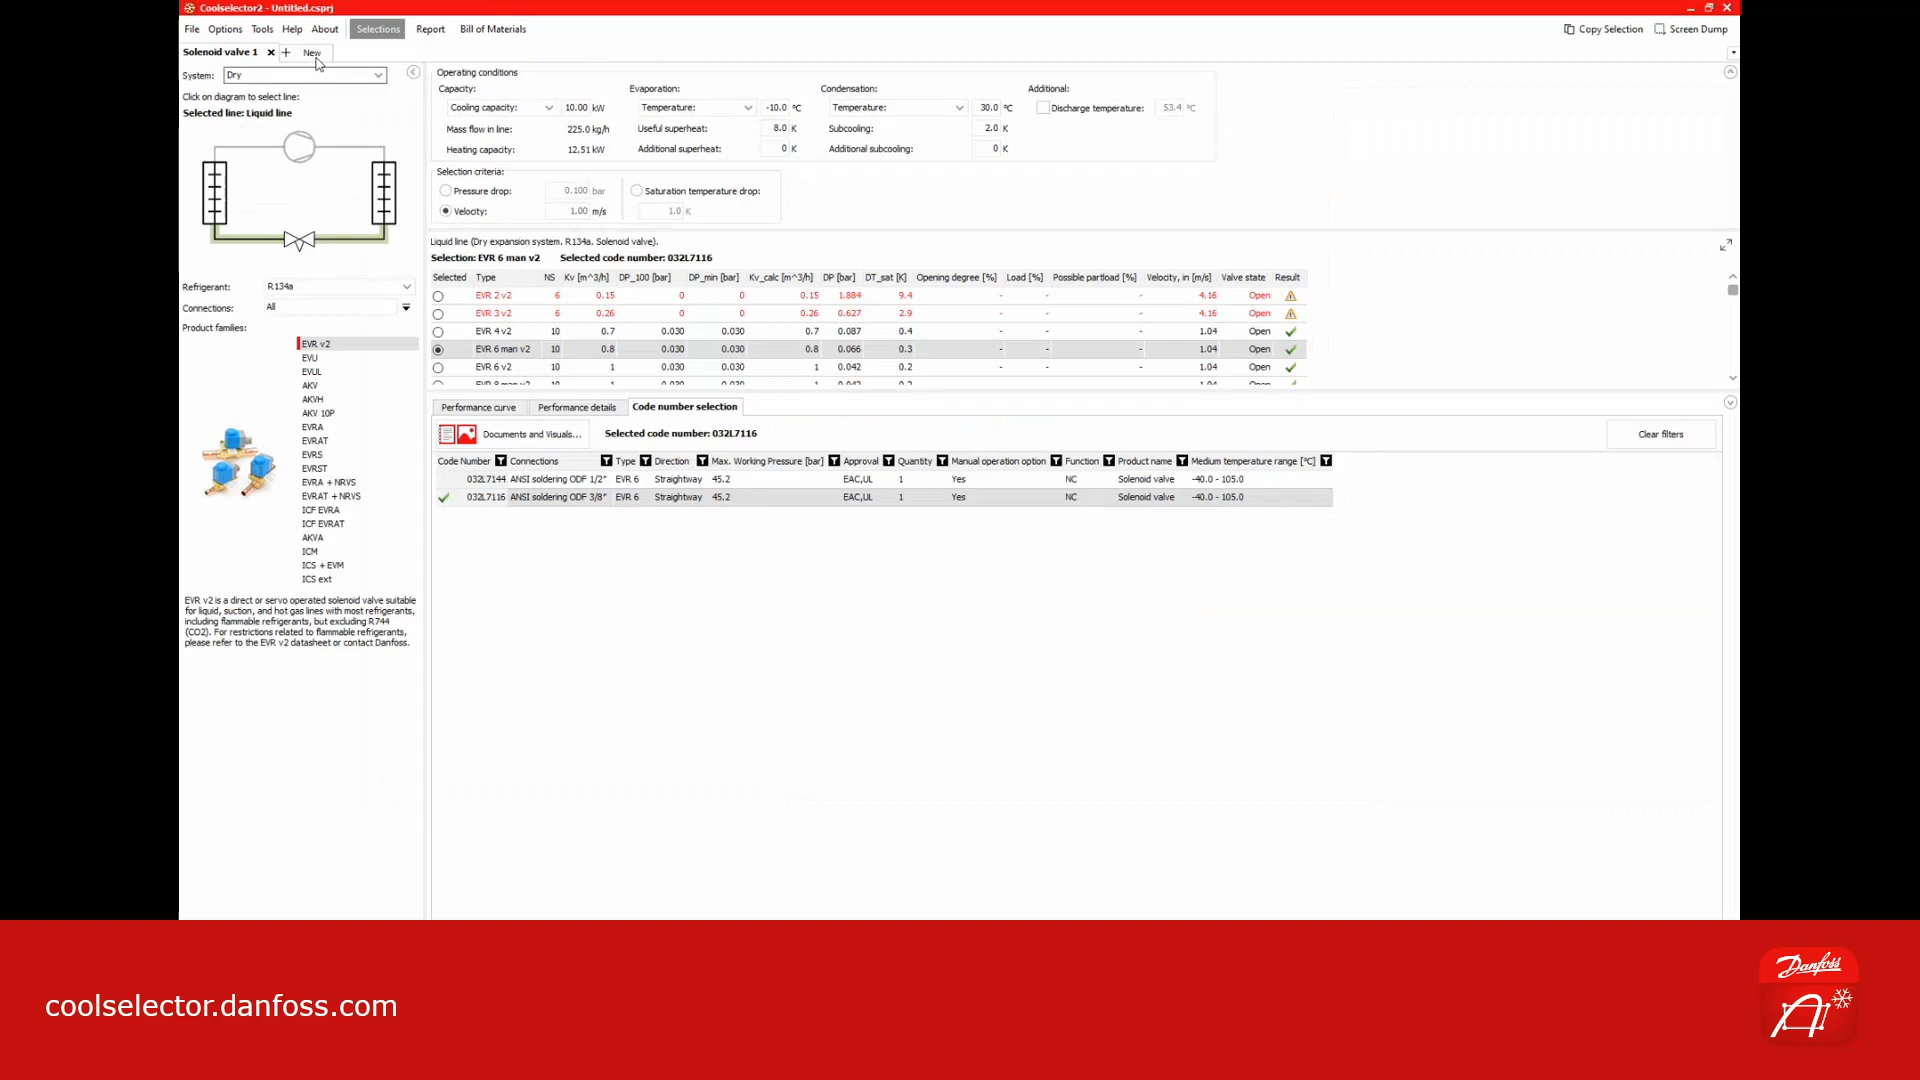 Coolselector2 - Untitled.csprj
File Options Tools Help About Selections Report Bill of Materials Copy Selection Screen Dump
Solenoid valve 1 New
System: Dry
Click on diagram to select line:
Selected line: Liquid line
Refrigerant: R134a
Connections: All
Product families:
EVR v2
EVU
EVUL
AKV
AKVH
AKV 10P
EVRA
EVRAT
EVRS
EVRST
EVRA + NRVS
EVRAT + NRVS
ICF EVRA
ICF EVRAT
AKVA
ICM
ICS + EVM
ICS ext
EVR v2 is a direct or servo operated solenoid valve suitable
for liquid, suction, and hot gas lines with most refrigerants,
including flammable refrigerants, but excluding R744
(CO2). For restrictions related to flammable refrigerants,
please refer to the EVR v2 datasheet or contact Danfoss.
Operating conditions
Capacity: Evaporation: Condensation: Additional:
Cooling capacity: 10.00 kW Temperature: -10.0 °C Temperature: 30.0 °C Discharge temperature: 53.4 °C
Mass flow in line: 225.0 kg/h Useful superheat: 8.0 K Subcooling: 2.0 K
Heating capacity: 12.51 kW Additional superheat: 0 K Additional subcooling: 0 K
Selection criteria:
Pressure drop: 0.100 bar Saturation temperature drop:
Velocity: 1.00 m/s 1.0 K
Liquid line (Dry expansion system. R134a. Solenoid valve).
Selection: EVR 6 man v2 Selected code number: 032L7116
Selected Type NS Kv [m^3/h] DP_100 [bar] DP_min [bar] Kv_calc [m^3/h] DP [bar] DT_sat [K] Opening degree [%] Load [%] Possible partload [%] Velocity, in [m/s] Valve state Result
EVR 2 v2 6 0.15 0 0 0.15 1.884 9.4 - - - 4.16 Open
EVR 3 v2 6 0.26 0 0 0.26 0.627 2.9 - - - 4.16 Open
EVR 4 v2 10 0.7 0.030 0.030 0.7 0.087 0.4 - - - 1.04 Open
EVR 6 man v2 10 0.8 0.030 0.030 0.8 0.066 0.3 - - - 1.04 Open
EVR 6 v2 10 1 0.030 0.030 1 0.042 0.2 - - - 1.04 Open
EVR 8 man v2 10 1 0.030 0.030 1 0.042 0.2 - - - 1.04 Open
Performance curve Performance details Code number selection
Documents and Visuals... Selected code number: 032L7116 Clear filters
Code Number Connections Type Direction Max. Working Pressure [bar] Approval Quantity Manual operation option Function Product name Medium temperature range [°C]
032L7144 ANSI soldering ODF 1/2" EVR 6 Straightway 45.2 EAC,UL 1 Yes NC Solenoid valve -40.0 - 105.0
032L7116 ANSI soldering ODF 3/8" EVR 6 Straightway 45.2 EAC,UL 1 Yes NC Solenoid valve -40.0 - 105.0
coolselector.danfoss.com
Danfoss